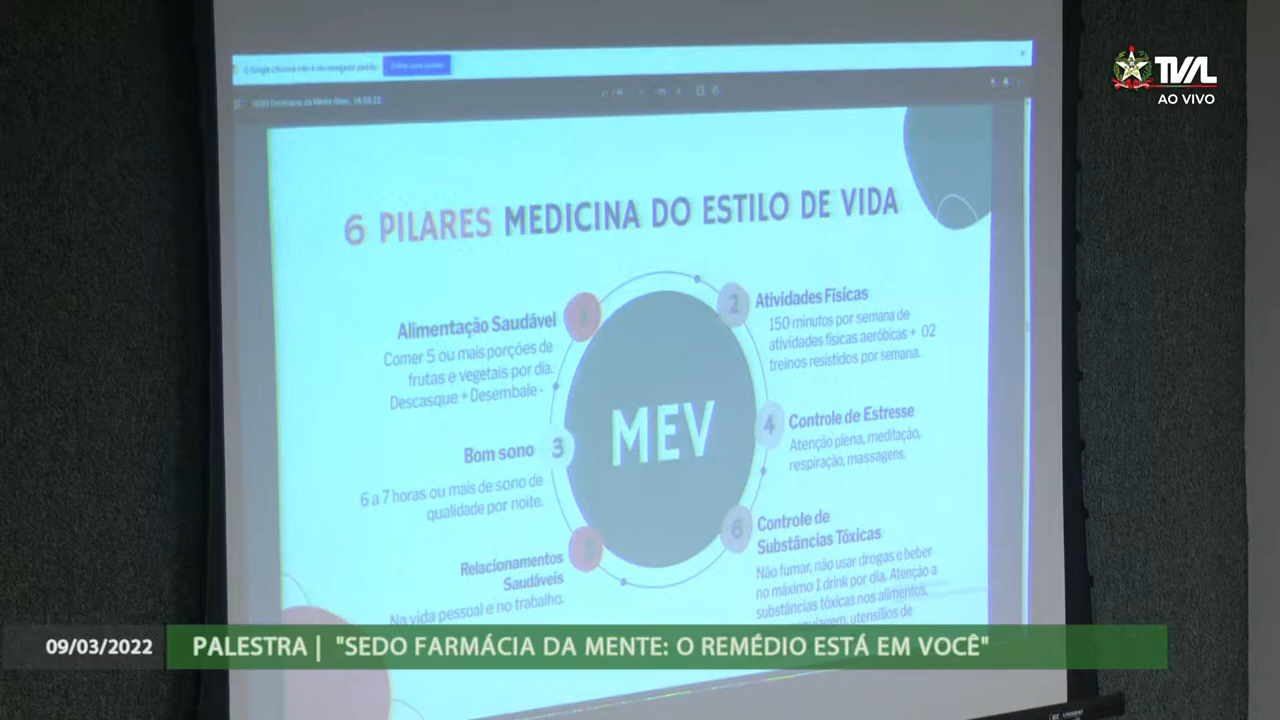 TVAL
AO VIVO
6 PILARES MEDICINA DO ESTILO DE VIDA
1
Alimentação Saudável
Comer 5 ou mais porções de
frutas e vegetais por dia.
Descasque + Desembale -
2
Atividades Físicas
150 minutos por semana de
atividades físicas aeróbicas + 02
treinos resistidos por semana.
MEV
3
Bom sono
6 a 7 horas ou mais de sono de
qualidade por noite.
4
Controle de Estresse
Atenção plena, meditação,
respiração, massagens.
5
Relacionamentos
Saudáveis
Na vida pessoal e no trabalho.
6
Controle de
Substâncias Tóxicas
Não fumar, não usar drogas e beber
no máximo 1 drink por dia. Atenção a
substâncias tóxicas nos alimentos,
utensílios de
09/03/2022
PALESTRA | "SEDO FARMÁCIA DA MENTE: O REMÉDIO ESTÁ EM VOCÊ"